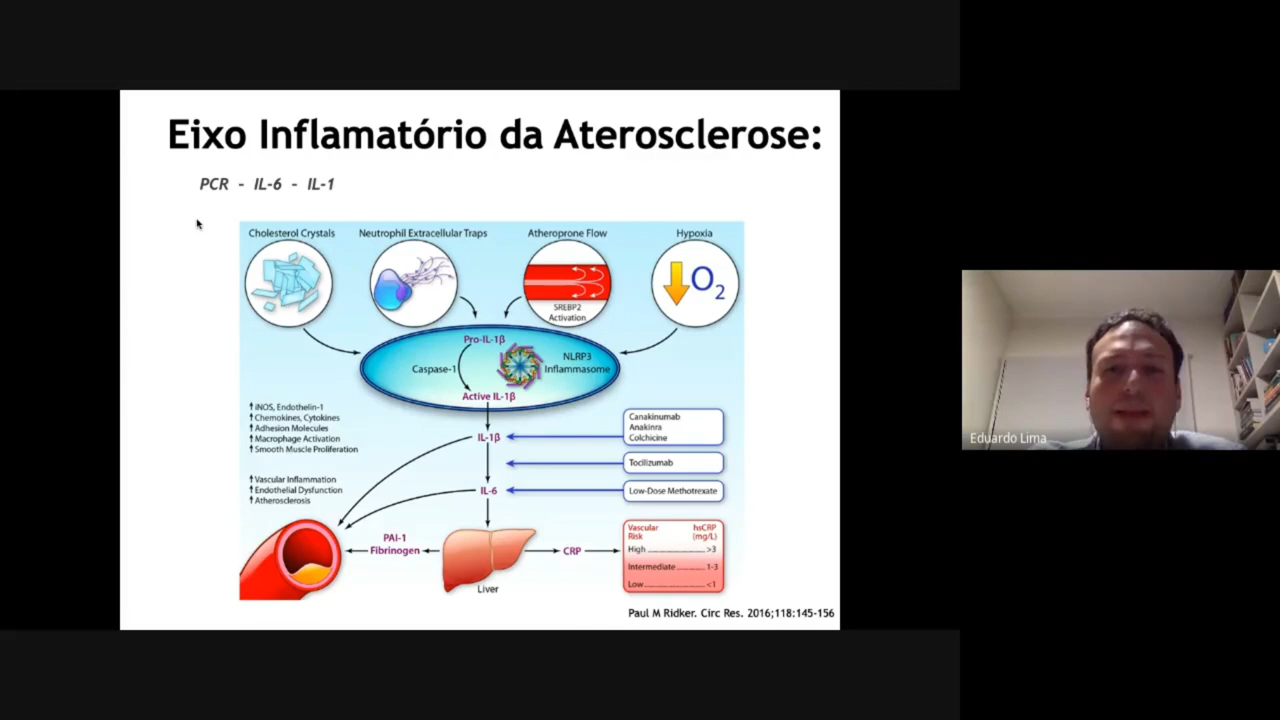 Eixo Inflamatório da Aterosclerose:
PCR - IL-6 - IL-1
Cholesterol Crystals
Neutrophil Extracellular Traps
Atheroprone Flow
Hypoxia
O2
SREBP2
Activation
Pro-IL-1β
Caspase-1
NLRP3
Inflammasome
Active IL-1β
↑ iNOS, Endothelin-1
↑ Chemokines, Cytokines
↑ Adhesion Molecules
↑ Macrophage Activation
↑ Smooth Muscle Proliferation
IL-1β
Canakinumab
Anakinra
Colchicine
Tocilizumab
↑ Vascular Inflammation
↑ Endothelial Dysfunction
↑ Atherosclerosis
IL-6
Low-Dose Methotrexate
PAI-1
Fibrinogen
Liver
CRP
Vascular hsCRP
Risk (mg/L)
High >3
Intermediate 1-3
Low <1
Paul M Ridker. Circ Res. 2016;118:145-156
Eduardo Lima